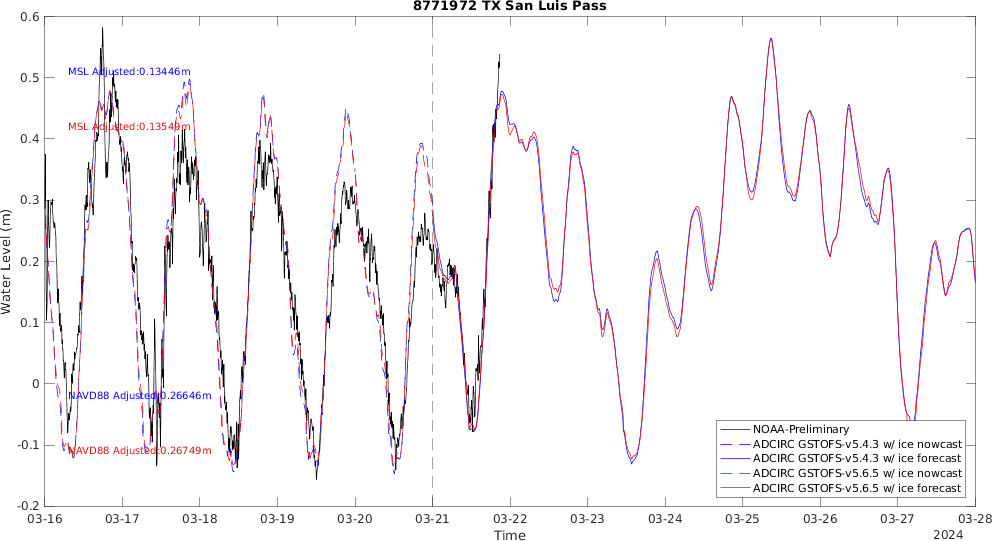 8771972 TX San Luis Pass
0.6
0.5
0.4
0.3
0.2
0.1
0
-0.1
-0.2
Water Level (m)
MSL Adjusted:0.13446m
MSL Adjusted:0.13549m
NAVD88 Adjusted:0.26646m
NAVD88 Adjusted:0.26749m
NOAA-Preliminary
ADCIRC GSTOFS-v5.4.3 w/ ice nowcast
ADCIRC GSTOFS-v5.4.3 w/ ice forecast
ADCIRC GSTOFS-v5.6.5 w/ ice nowcast
ADCIRC GSTOFS-v5.6.5 w/ ice forecast
03-16 03-17 03-18 03-19 03-20 03-21 03-22 03-23 03-24 03-25 03-26 03-27 03-28
Time
2024